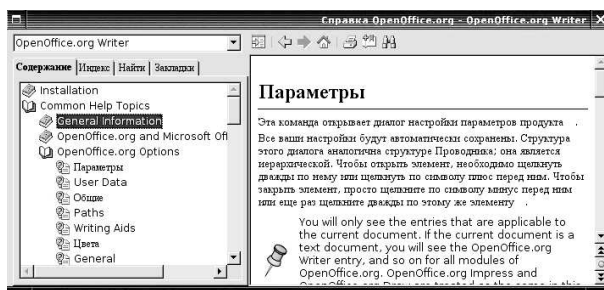 Справка OpenOffice.org - OpenOffice.org Writer
OpenOffice.org Writer
Содержание Индекс Найти Закладки
Installation
Common Help Topics
General Information
OpenOffice.org and Microsoft Off
OpenOffice.org Options
Параметры
User Data
Общие
Paths
Writing Aids
Цвета
General
Параметры
Эта команда открывает диалог настройки параметров продукта .
Все ваши настройки будут автоматически сохранены. Структура
этого диалога аналогична структуре Проводника; она является
иерархической. Чтобы открыть элемент, необходимо щелкнуть
дважды по нему или щелкнуть по символу плюс перед ним. Чтобы
закрыть элемент, просто щелкните по символу минус перед ним
или еще раз щелкните дважды по этому же элементу .
You will only see the entries that are applicable to
the current document. If the current document is a
text document, you will see the OpenOffice.org
Writer entry, and so on for all modules of
OpenOffice.org. OpenOffice.org Impress and